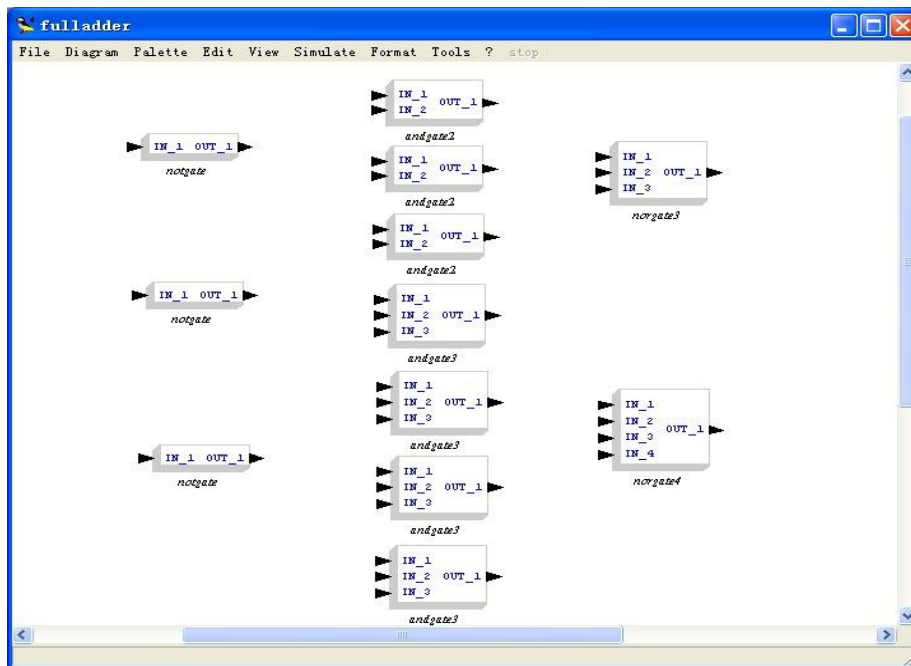 fulladder
File Diagram Palette Edit View Simulate Format Tools ? stop
IN_1 OUT_1
notgate
IN_1 OUT_1
notgate
IN_1 OUT_1
notgate
IN_1
IN_2 OUT_1
andgate2
IN_1
IN_2 OUT_1
andgate2
IN_1
IN_2 OUT_1
andgate2
IN_1
IN_2 OUT_1
IN_3
andgate3
IN_1
IN_2 OUT_1
IN_3
andgate3
IN_1
IN_2 OUT_1
IN_3
andgate3
IN_1
IN_2 OUT_1
IN_3
andgate3
IN_1
IN_2 OUT_1
IN_3
norgate3
IN_1
IN_2
OUT_1
IN_3
IN_4
norgate4